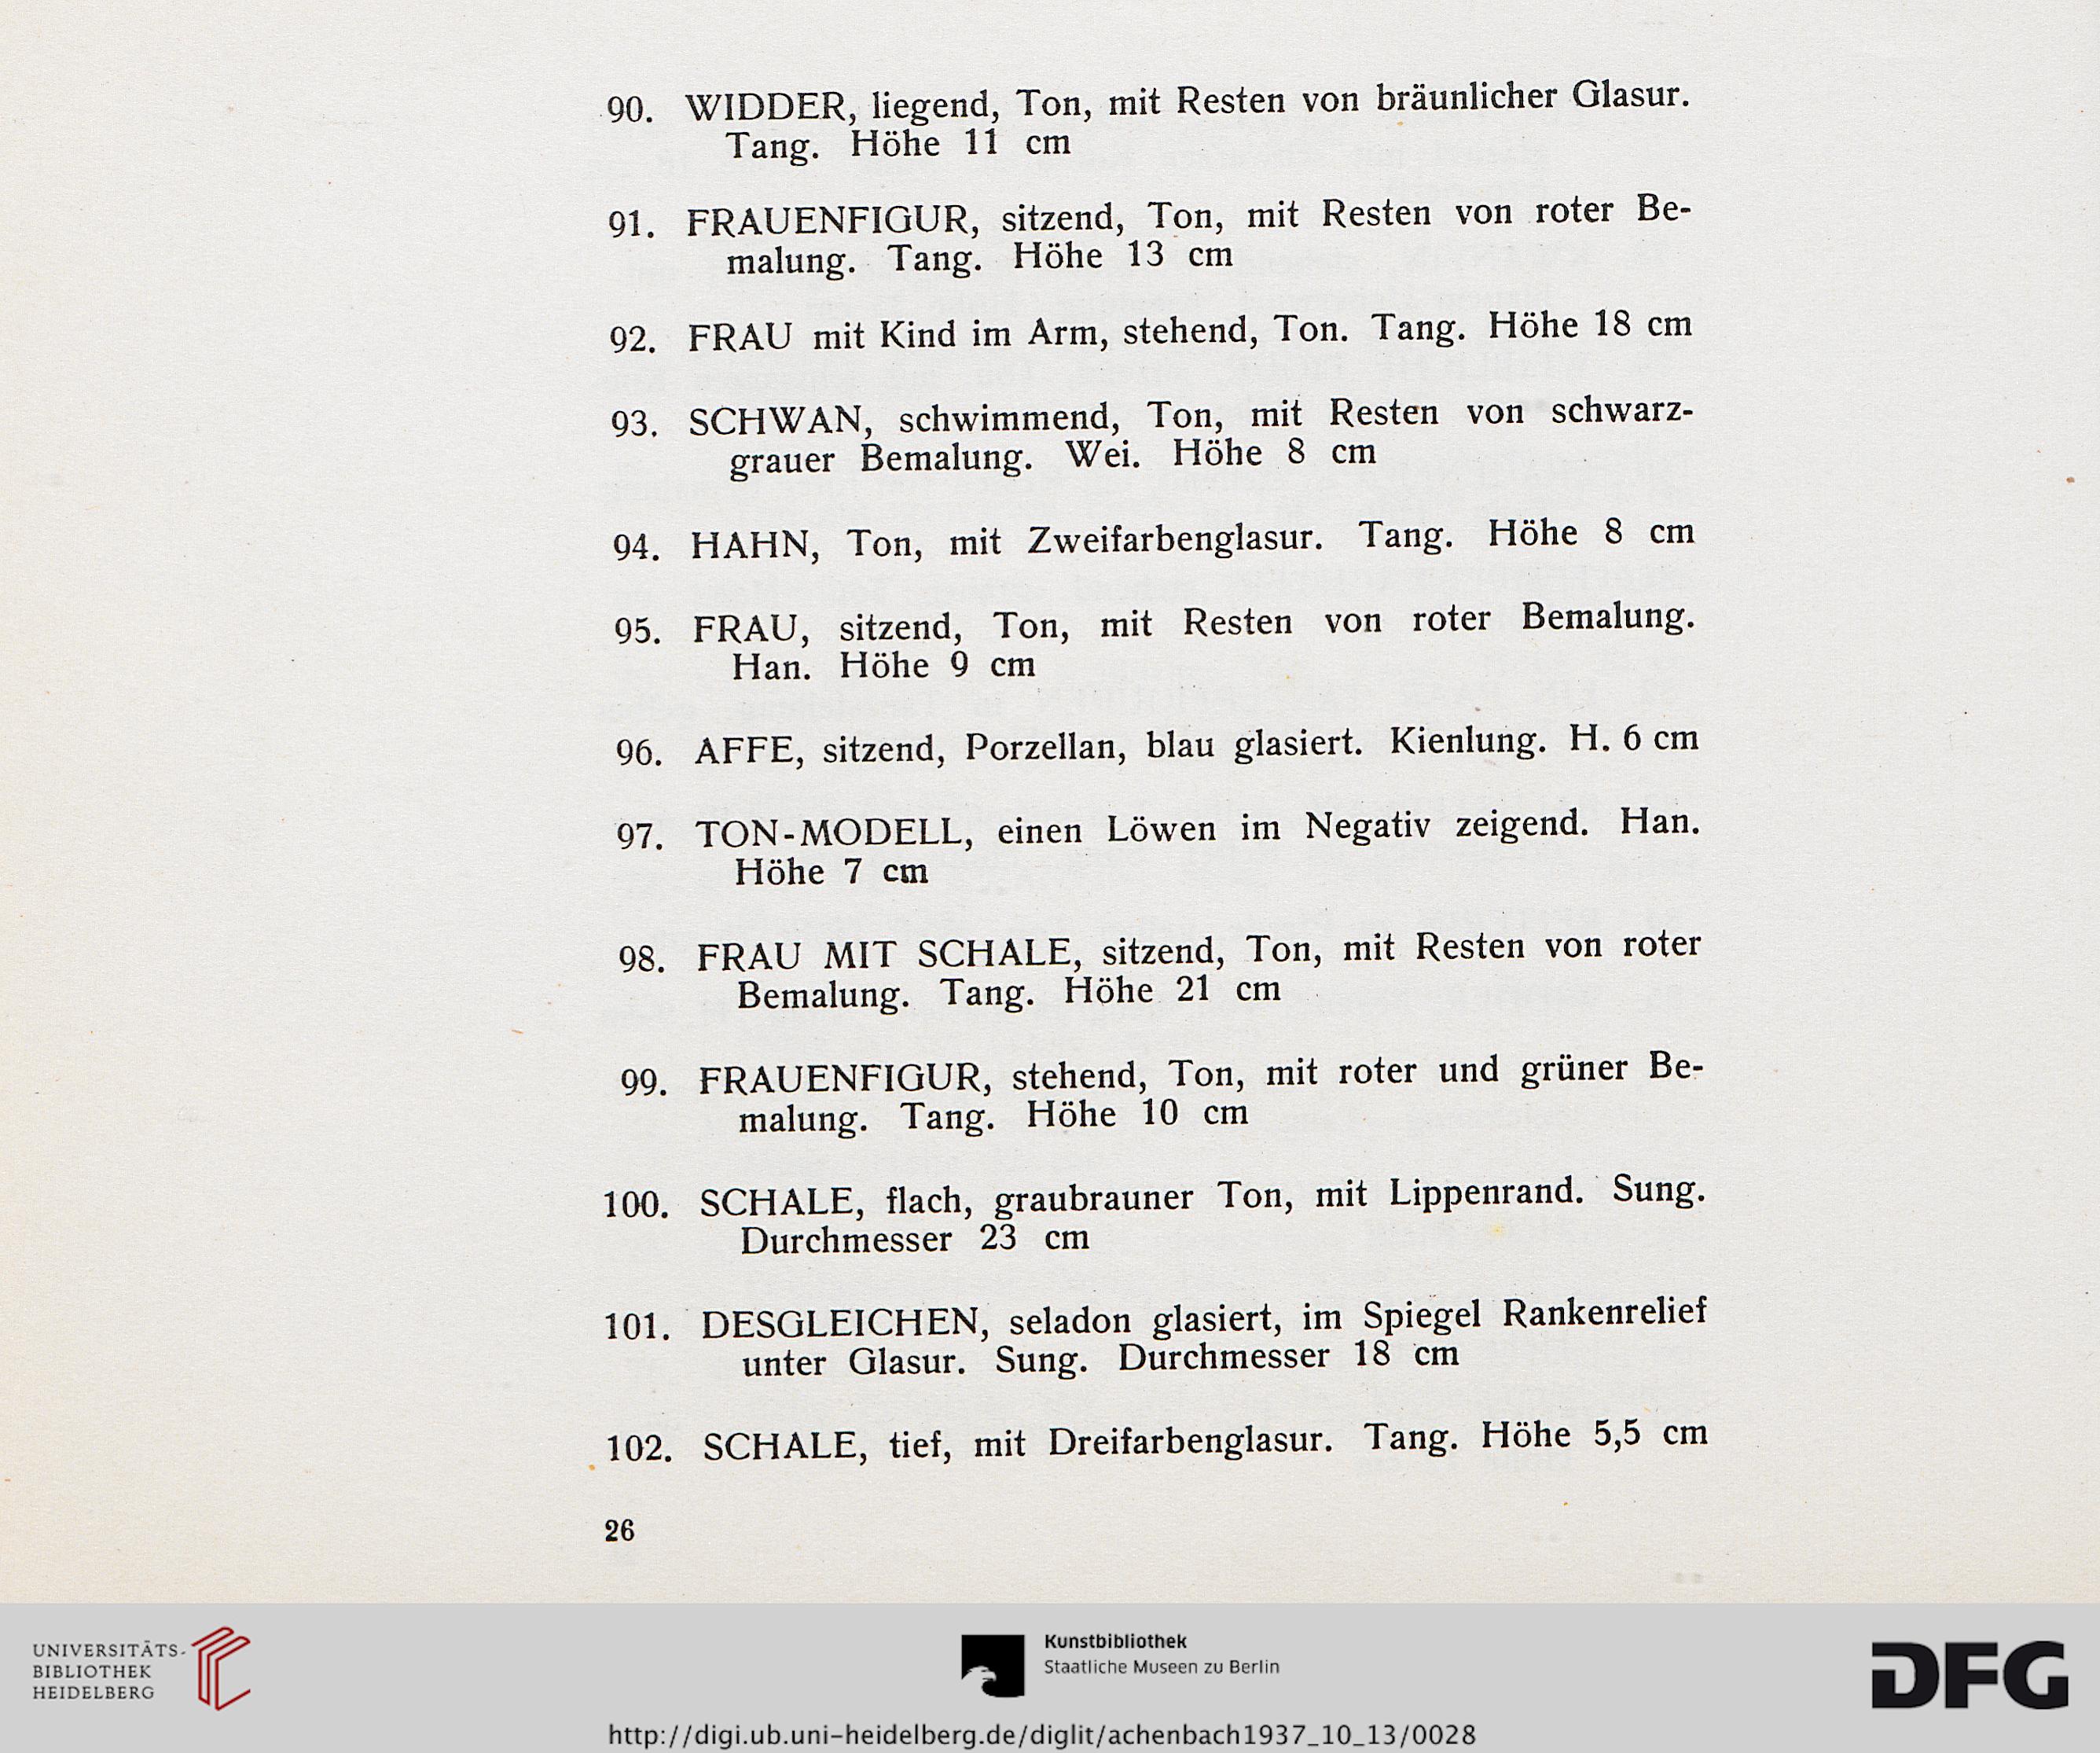 90. WIDDER, liegend, Ton, mit Resten von bräunlicher Glasur.
Tang. Höhe 11 cm
91. FRAUENFIGUR, sitzend, Ton, mit Resten von roter Be-
malung. Tang. Höhe 13 cm
92. FRAU mit Kind im Arm, stehend, Ton. Tang. Höhe 18 cm
93. SCHWAN, schwimmend, Ton, mit Resten von schwarz-
grauer Bemalung. Wei. Höhe 8 cm
94. HAHN, Ton, mit Zweifarbenglasur. Tang. Höhe 8 cm
95. FRAU, sitzend, Ton, mit Resten von roter Bemalung.
Han. Höhe 9 cm
96. AFFE, sitzend, Porzellan, blau glasiert. Kienlung. H. 6 cm
97. TON-MODELL, einen Löwen im Negativ zeigend. Han.
Höhe 7 cm
98. FRAU MIT SCHALE, sitzend, Ton, mit Resten von roter
Bemalung. Tang. Höhe 21 cm
99. FRAUENFIGUR, stehend, Ton, mit roter und grüner Be-
malung. Tang. Höhe 10 cm
100. SCHALE, flach, graubrauner Ton, mit Lippenrand. Sung.
Durchmesser 23 cm
101. DESGLEICHEN, seladon glasiert, im Spiegel Rankenrelief
unter Glasur. Sung. Durchmesser 18 cm
102. SCHALE, tief, mit Dreifarbenglasur. Tang. Höhe 5,5 cm
26
UNIVERSITÄTS-
BIBLIOTHEK
HEIDELBERG
Kunstbibliothek
Staatliche Museen zu Berlin
DFG
http://digi.ub.uni-heidelberg.de/diglit/achenbach1937_10_13/0028